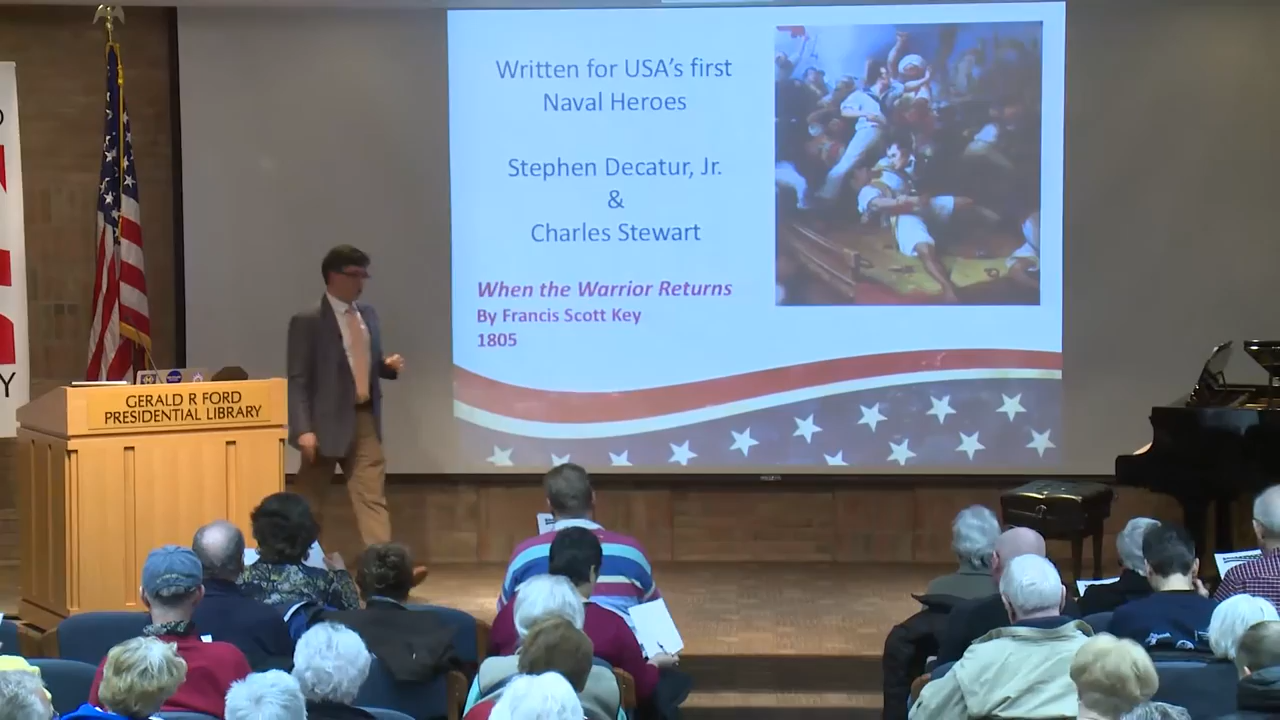 Written for USA's first
Naval Heroes
Stephen Decatur, Jr.
&
Charles Stewart
When the Warrior Returns
By Francis Scott Key
1805
GERALD R FORD
PRESIDENTIAL LIBRARY